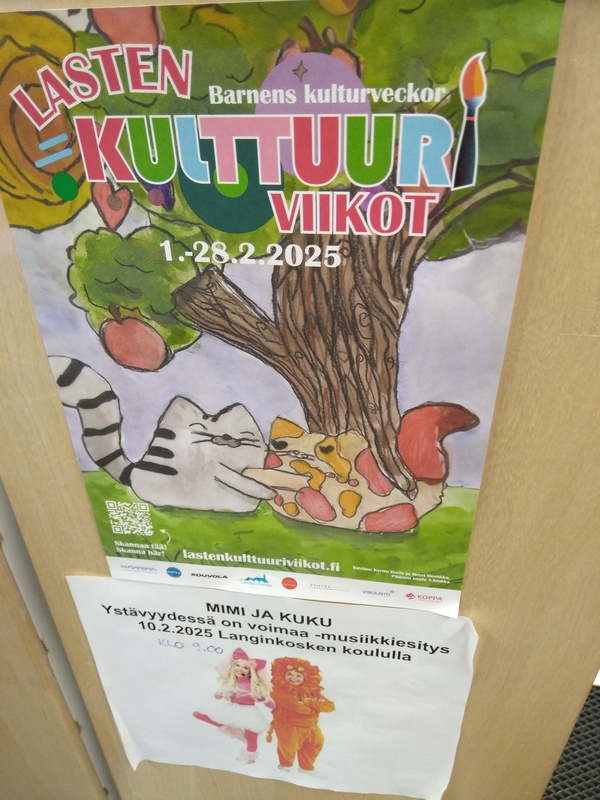 LASTEN
Barnens kulturveckor
KULTTUURI
VIIKOT
1.-28.2.2025
Skannaa tää!
Skanna här!
lastenkulttuuriviikot.fi
KOUVOLA
KOPPA
MIMI JA KUKU
Ystävyydessä on voimaa -musiikkiesitys
10.2.2025 Langinkosken koululla
KLO 9.00